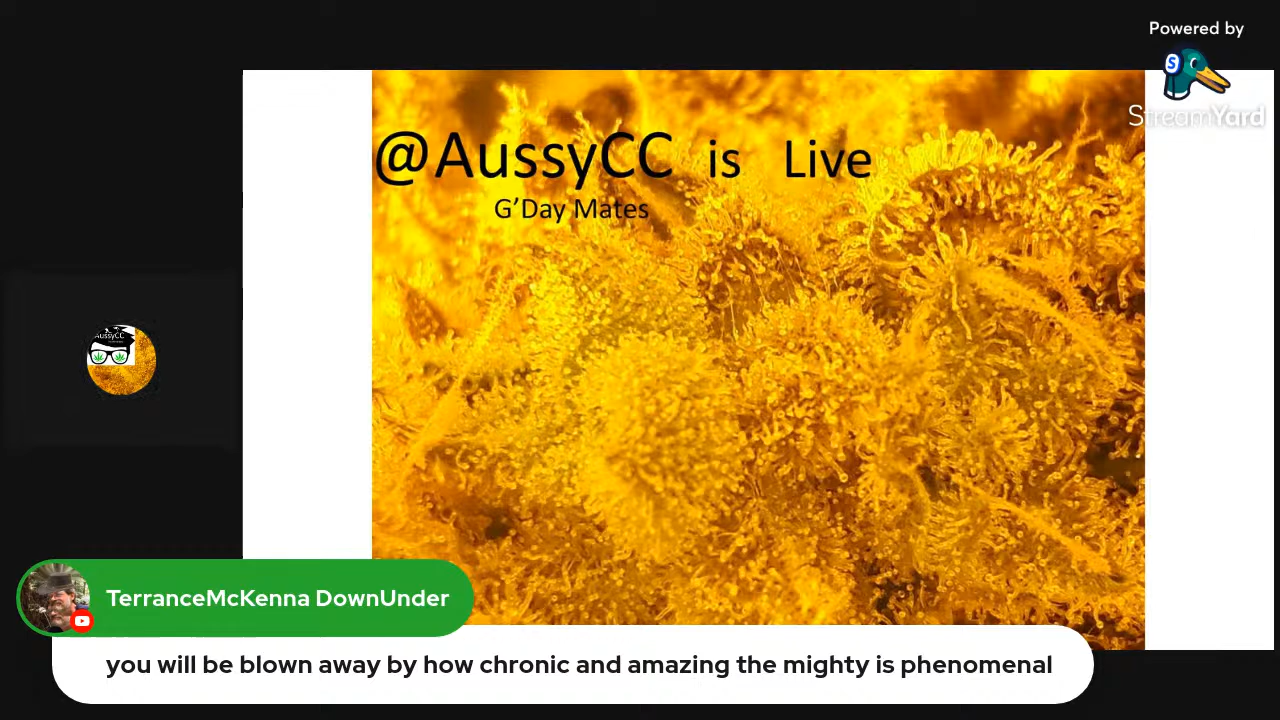 Powered by
StreamYard
@AussyCC is Live
G’Day Mates
AussyCC
TerranceMcKenna DownUnder
you will be blown away by how chronic and amazing the mighty is phenomenal